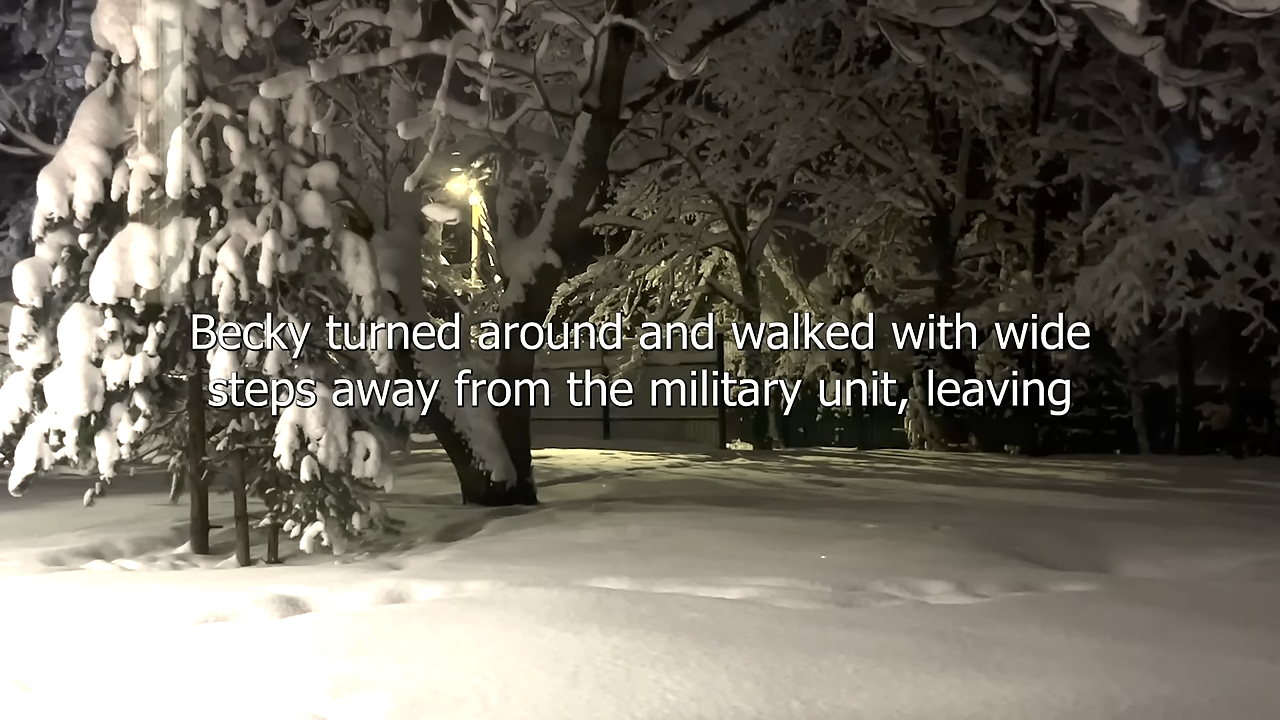 Becky turned around and walked with wide
steps away from the military unit, leaving